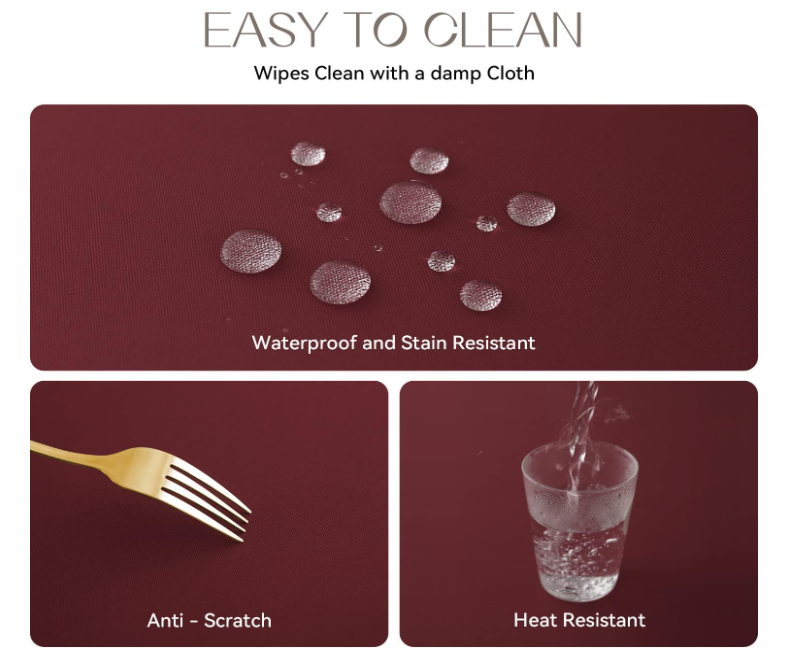 EASY TO CLEAN
Wipes Clean with a damp Cloth
Waterproof and Stain Resistant
Anti - Scratch
Heat Resistant